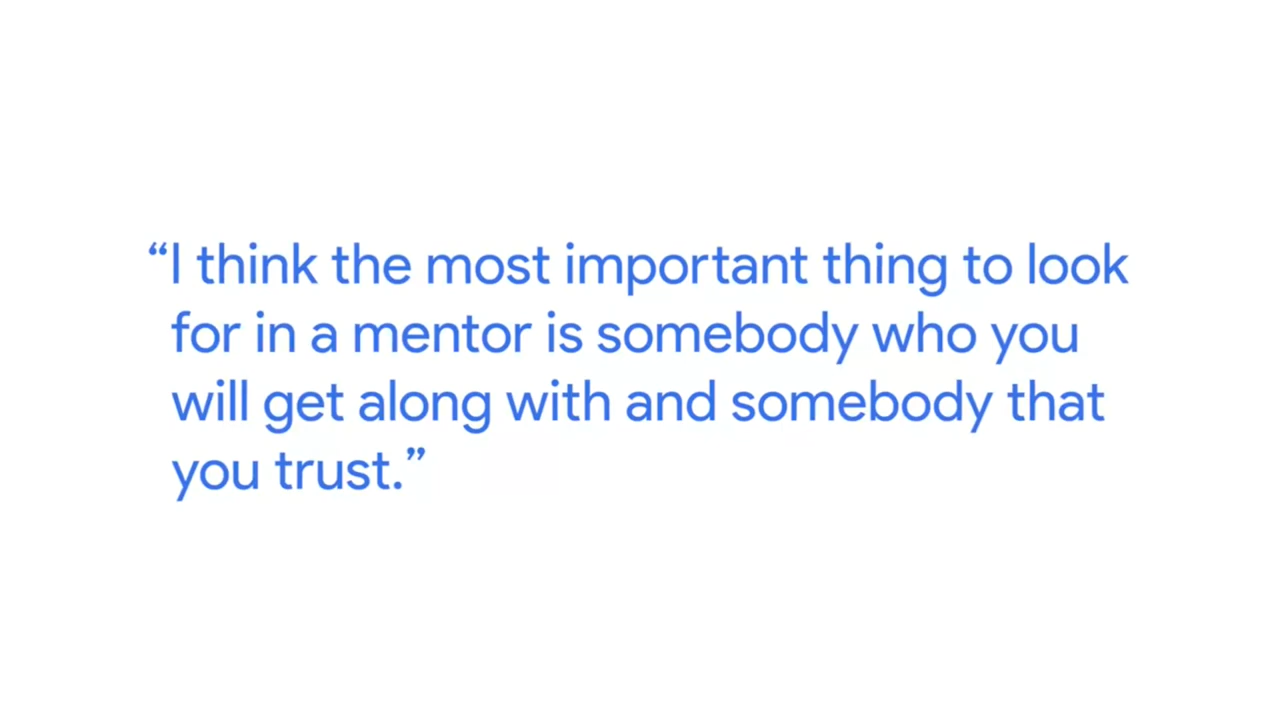 “I think the most important thing to look
for in a mentor is somebody who you
will get along with and somebody that
you trust.”